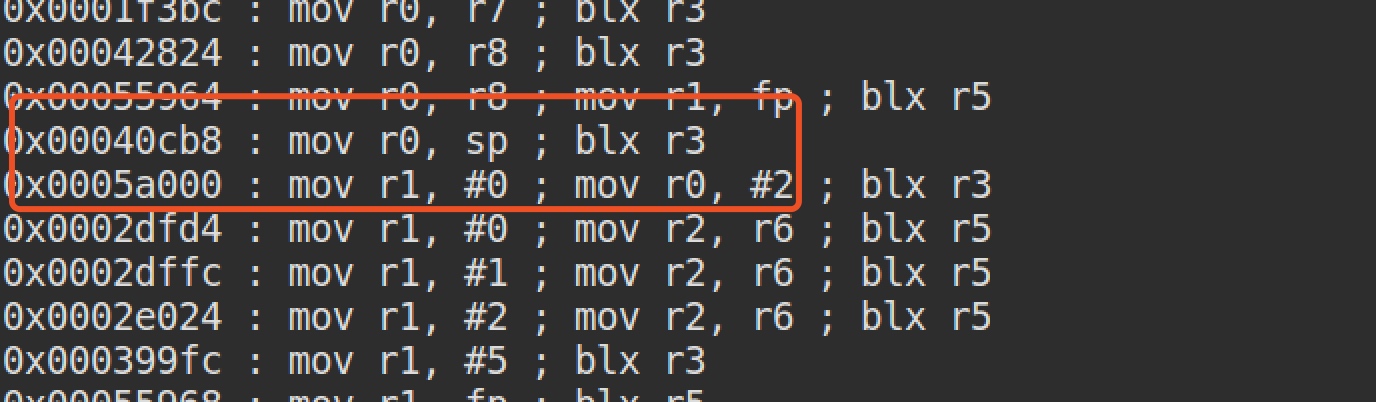 0x0001f3bc : mov r0, r7 ; blx r3
0x00042824 : mov r0, r8 ; blx r3
0x00055964 : mov r0, r8 ; mov r1, fp ; blx r5
0x00040cb8 : mov r0, sp ; blx r3
0x0005a000 : mov r1, #0 ; mov r0, #2 ; blx r3
0x0002dfd4 : mov r1, #0 ; mov r2, r6 ; blx r5
0x0002dffc : mov r1, #1 ; mov r2, r6 ; blx r5
0x0002e024 : mov r1, #2 ; mov r2, r6 ; blx r5
0x000399fc : mov r1, #5 ; blx r3
0x00055968 : mov r1, fp ; blx r5